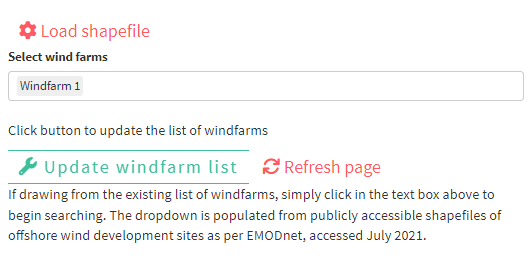 Load shapefile
Select wind farms
Windfarm 1
Click button to update the list of windfarms
Update windfarm list Refresh page
If drawing from the existing list of windfarms, simply click in the text box above to
begin searching. The dropdown is populated from publicly accessible shapefiles of
offshore wind development sites as per EMODnet, accessed July 2021.